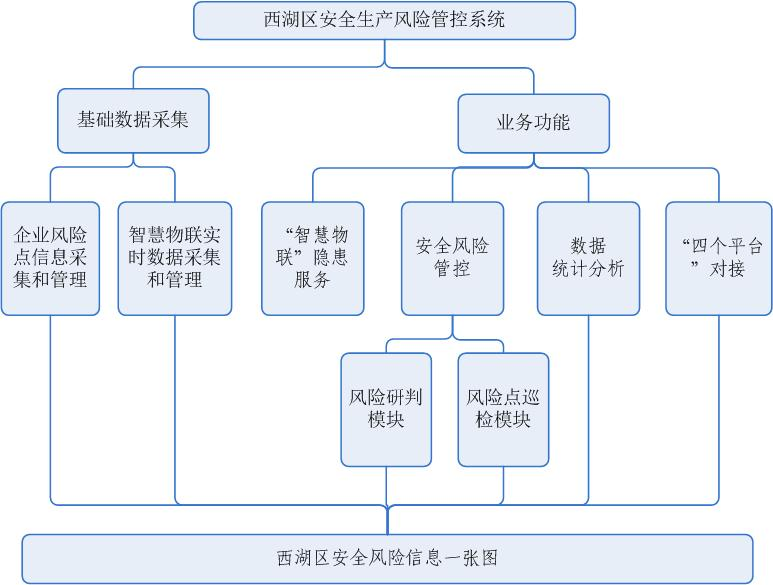 西湖区安全生产风险管控系统
基础数据采集
业务功能
企业风险
点信息采
集和管理
智慧物联实
时数据采集
和管理
“智慧物
联”隐患
服务
安全风险
管控
数据
统计分析
“四个平台
”对接
风险研判
模块
风险点巡
检模块
西湖区安全风险信息一张图